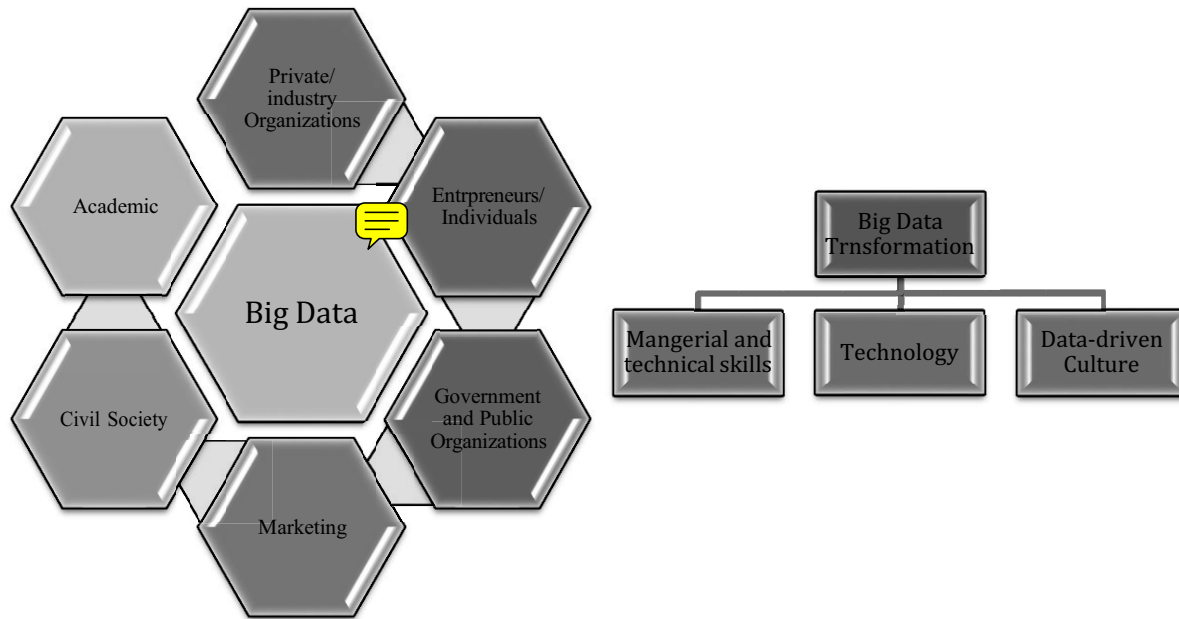 Private/
industry
Organizations
Academic
Entrpreneurs/
Individuals
Big Data
Civil Society
Government
and Public
Organizations
Marketing
Big Data
Trnsformation
Mangerial and
technical skills
Technology
Data-driven
Culture